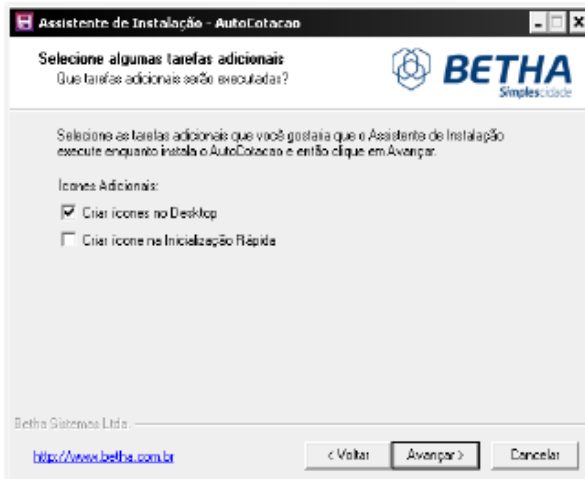 Assistente de Instalação - AutoCotacao
Selecione algumas tarefas adicionais
Que tarefas adicionais serão executadas?
BETHA
Simplescidade
Selecione as tarefas adicionais que você gostaria que o Assistente de Instalação
execute enquanto instala o AutoCotacao e então clique em Avançar.
Ícones Adicionais:
Criar ícones no Desktop
Criar ícone na Inicialização Rápida
Betha Sistemas Ltda.
http://www.betha.com.br
< Voltar
Avançar >
Cancelar